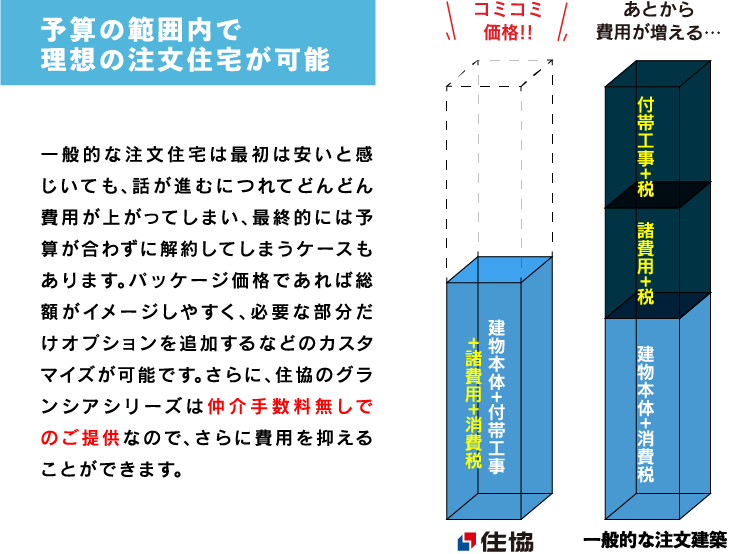 予算の範囲内で
理想の注文住宅が可能
一般的な注文住宅は最初は安いと感
じいても、話が進むにつれてどんどん
費用が上がってしまい、最終的には予
算が合わずに解約してしまうケースも
あります。パッケージ価格であれば総
額がイメージしやすく、必要な部分だ
けオプションを追加するなどのカスタ
マイズが可能です。さらに、住協のグラ
ンシアシリーズは仲介手数料無しで
のご提供なので、さらに費用を抑える
ことができます。
コミコミ
価格!!
建物本体+付帯工事
+諸費用+消費税
住協
あとから
費用が増える…
付帯工事+税
諸費用+税
建物本体+消費税
一般的な注文建築